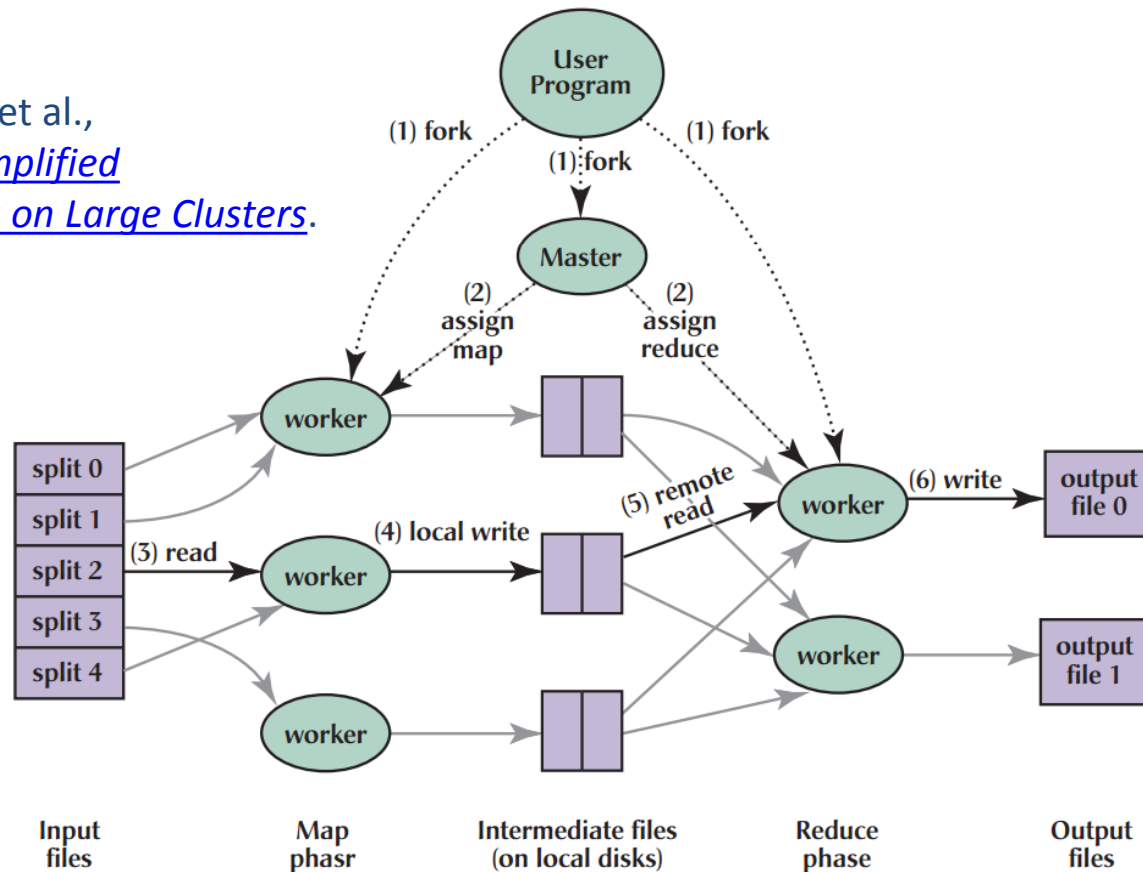 User
Program
et al.,
mplified
on Large Clusters.
(1) fork
(1) fork
(1) fork
Master
(2)
assign
map
(2)
assign
reduce
worker
split 0
split 1
split 2
split 3
split 4
(3) read
worker
(4) local write
worker
(5) remote
read
worker
(6) write
output
file 0
worker
output
file 1
Input
files
Map
phasr
Intermediate files
(on local disks)
Reduce
phase
Output
files